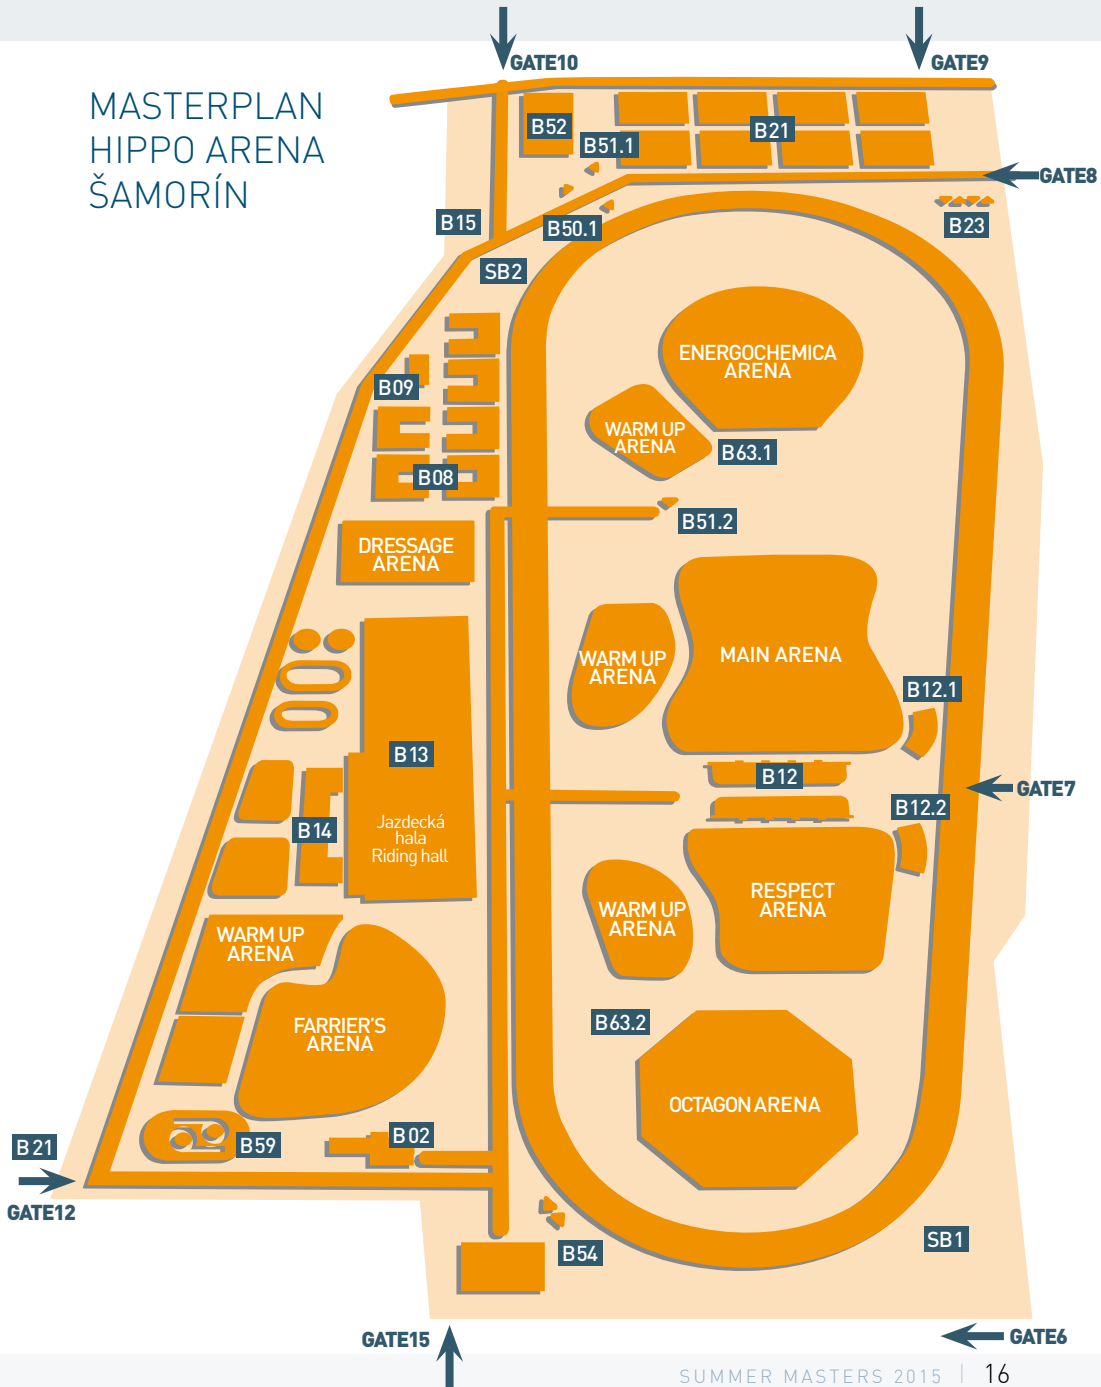 GATE10
GATE9
MASTERPLAN
HIPPO ARENA
ŠAMORÍN
B52
B51.1
B21
GATE8
B15
B50.1
B23
SB2
ENERGOCHEMICA
ARENA
B09
WARM UP
ARENA
B63.1
B08
B51.2
DRESSAGE
ARENA
WARM UP
ARENA
MAIN ARENA
B12.1
B13
B12
GATE7
B12.2
B14
Jazdecká
hala
Riding hall
RESPECT
ARENA
WARM UP
ARENA
WARM UP
ARENA
FARRIER'S
ARENA
B63.2
OCTAGON ARENA
B21
B59
B02
GATE12
SB1
B54
GATE15
GATE6
SUMMER MASTERS 2015 | 16